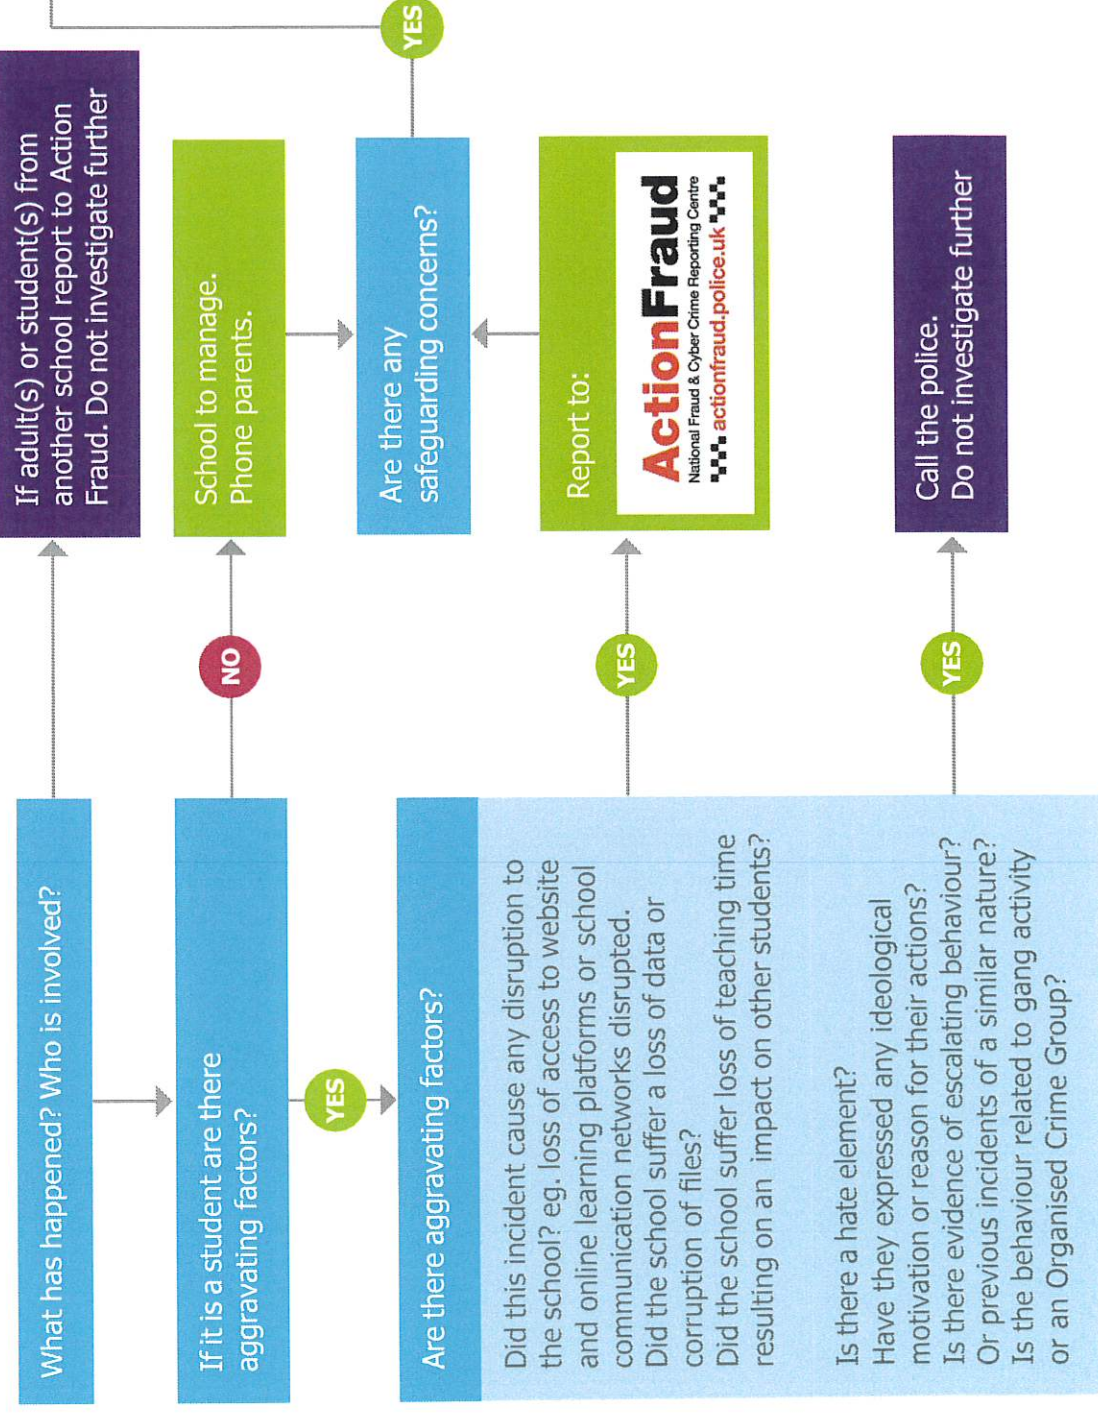 What has happened? Who is involved?
If adult(s) or student(s) from
another school report to Action
Fraud. Do not investigate further
If it is a student are there
aggravating factors?
NO
School to manage.
Phone parents.
YES
Are there any
safeguarding concerns?
YES
Are there aggravating factors?
Did this incident cause any disruption to
the school? eg. loss of access to website
and online learning platforms or school
communication networks disrupted.
Did the school suffer a loss of data or
corruption of files?
Did the school suffer loss of teaching time
resulting on an impact on other students?
YES
Report to:
ActionFraud
National Fraud & Cyber Crime Reporting Centre
actionfraud.police.uk
Is there a hate element?
Have they expressed any ideological
motivation or reason for their actions?
Is there evidence of escalating behaviour?
Or previous incidents of a similar nature?
Is the behaviour related to gang activity
or an Organised Crime Group?
YES
Call the police.
Do not investigate further